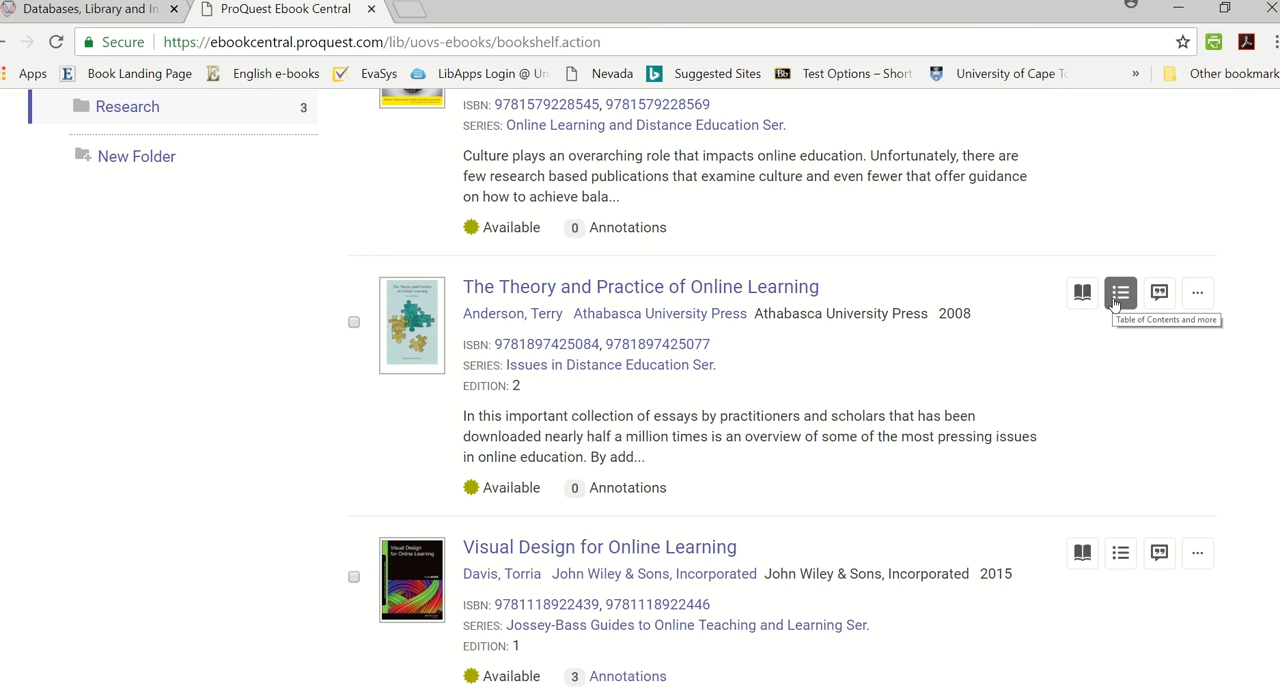 Databases, Library and In
ProQuest Ebook Central
Secure https://ebookcentral.proquest.com/lib/uovs-ebooks/bookshelf.action
Apps Book Landing Page English e-books EvaSys LibApps Login @ Un Nevada Suggested Sites Test Options – Short University of Cape To » Other bookmark
Research 3
New Folder
ISBN: 9781579228545, 9781579228569
SERIES: Online Learning and Distance Education Ser.
Culture plays an overarching role that impacts online education. Unfortunately, there are
few research based publications that examine culture and even fewer that offer guidance
on how to achieve bala...
Available 0 Annotations
The Theory and Practice of Online Learning
Anderson, Terry Athabasca University Press Athabasca University Press 2008
Table of Contents and more
ISBN: 9781897425084, 9781897425077
SERIES: Issues in Distance Education Ser.
EDITION: 2
In this important collection of essays by practitioners and scholars that has been
downloaded nearly half a million times is an overview of some of the most pressing issues
in online education. By add...
Available 0 Annotations
Visual Design for Online Learning
Davis, Torria John Wiley & Sons, Incorporated John Wiley & Sons, Incorporated 2015
ISBN: 9781118922439, 9781118922446
SERIES: Jossey-Bass Guides to Online Teaching and Learning Ser.
EDITION: 1
Available 3 Annotations
Visual Design
for Online Learning